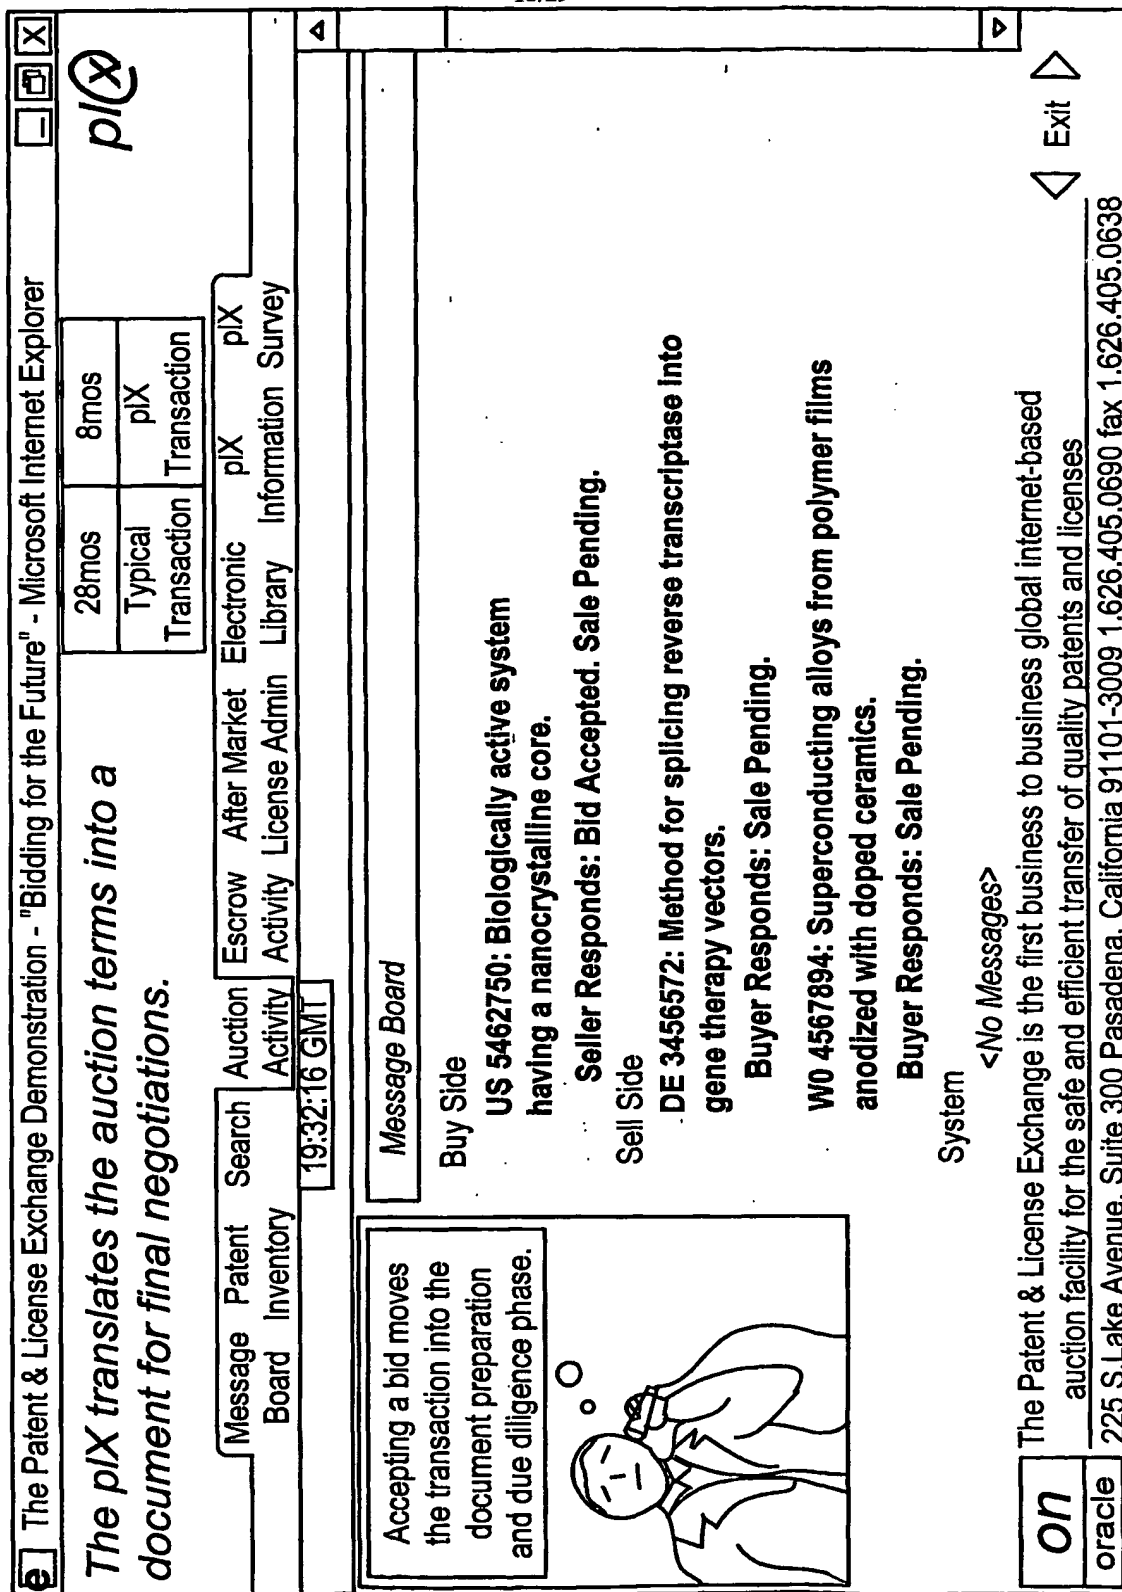 The Patent & License Exchange Demonstration - "Bidding for the Future" - Microsoft Internet Explorer
The plX translates the auction terms into a
document for final negotiations.
28mos 8mos
Typical Transaction plX Transaction
pl(x
Message Board
Patent Inventory
Search
Auction Activity
Escrow Activity
After Market License Admin
Electronic Library
plX Information
plX Survey
19:32:16 GMT
Accepting a bid moves
the transaction into the
document preparation
and due diligence phase.
Message Board
Buy Side
US 5462750: Biologically active system
having a nanocrystalline core.
Seller Responds: Bid Accepted. Sale Pending.
Sell Side
DE 3456572: Method for splicing reverse transcriptase into
gene therapy vectors.
Buyer Responds: Sale Pending.
W0 4567894: Superconducting alloys from polymer films
anodized with doped ceramics.
Buyer Responds: Sale Pending.
System
<No Messages>
on
oracle
The Patent & License Exchange is the first business to business global internet-based
auction facility for the safe and efficient transfer of quality patents and licenses
225 S.Lake Avenue, Suite 300 Pasadena, California 91101-3009 1.626.405.0690 fax 1.626.405.0638
Exit